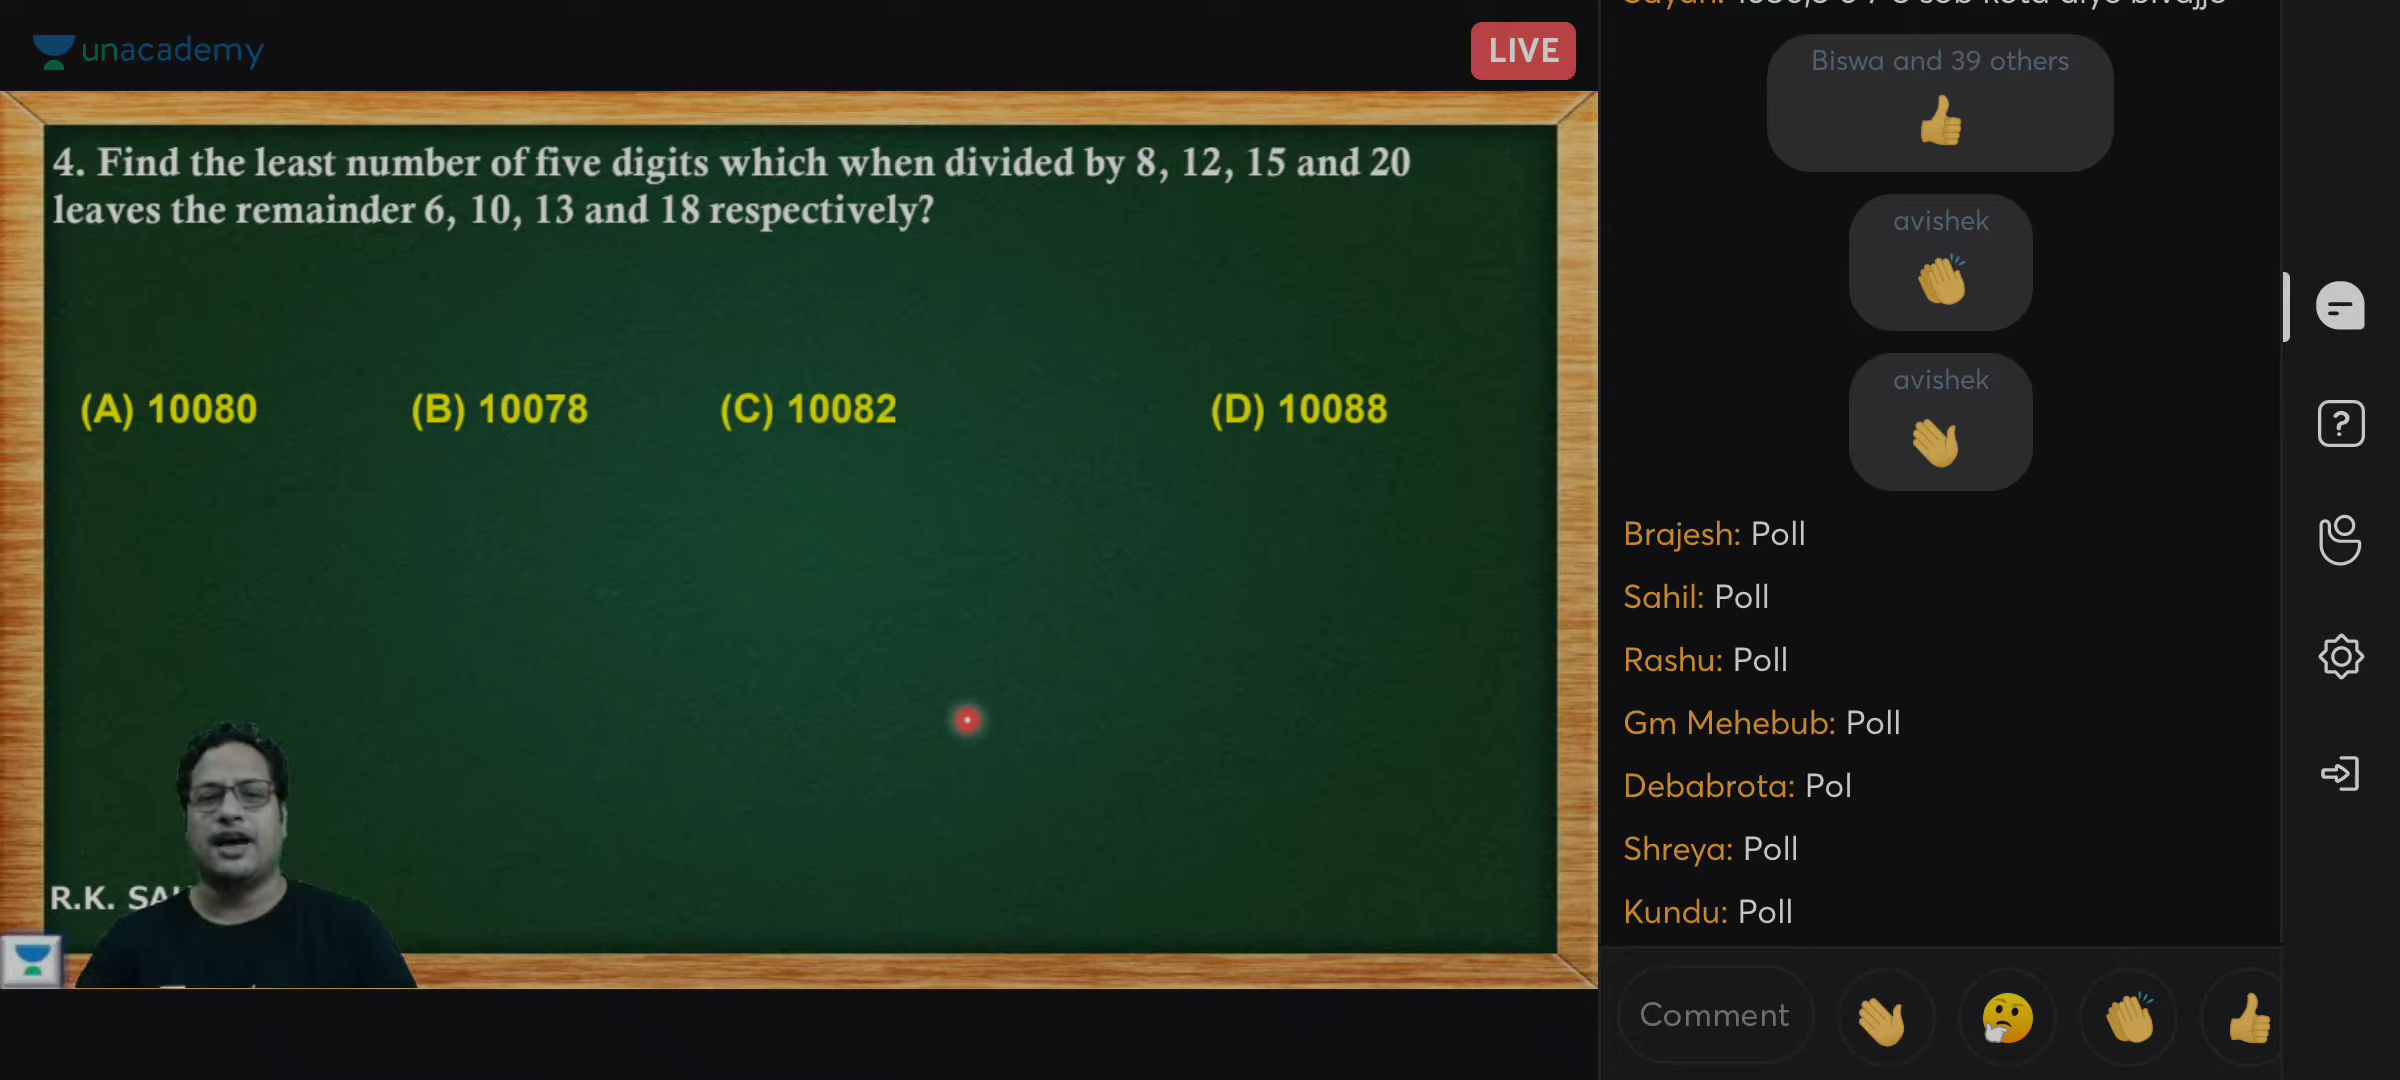 unacademy
LIVE
4. Find the least number of five digits which when divided by 8, 12, 15 and 20
leaves the remainder 6, 10, 13 and 18 respectively?
(A) 10080 (B) 10078 (C) 10082 (D) 10088
R.K.
Biswa and 39 others
avishek
avishek
Brajesh: Poll
Sahil: Poll
Rashu: Poll
Gm Mehebub: Poll
Debabrota: Pol
Shreya: Poll
Kundu: Poll
Comment